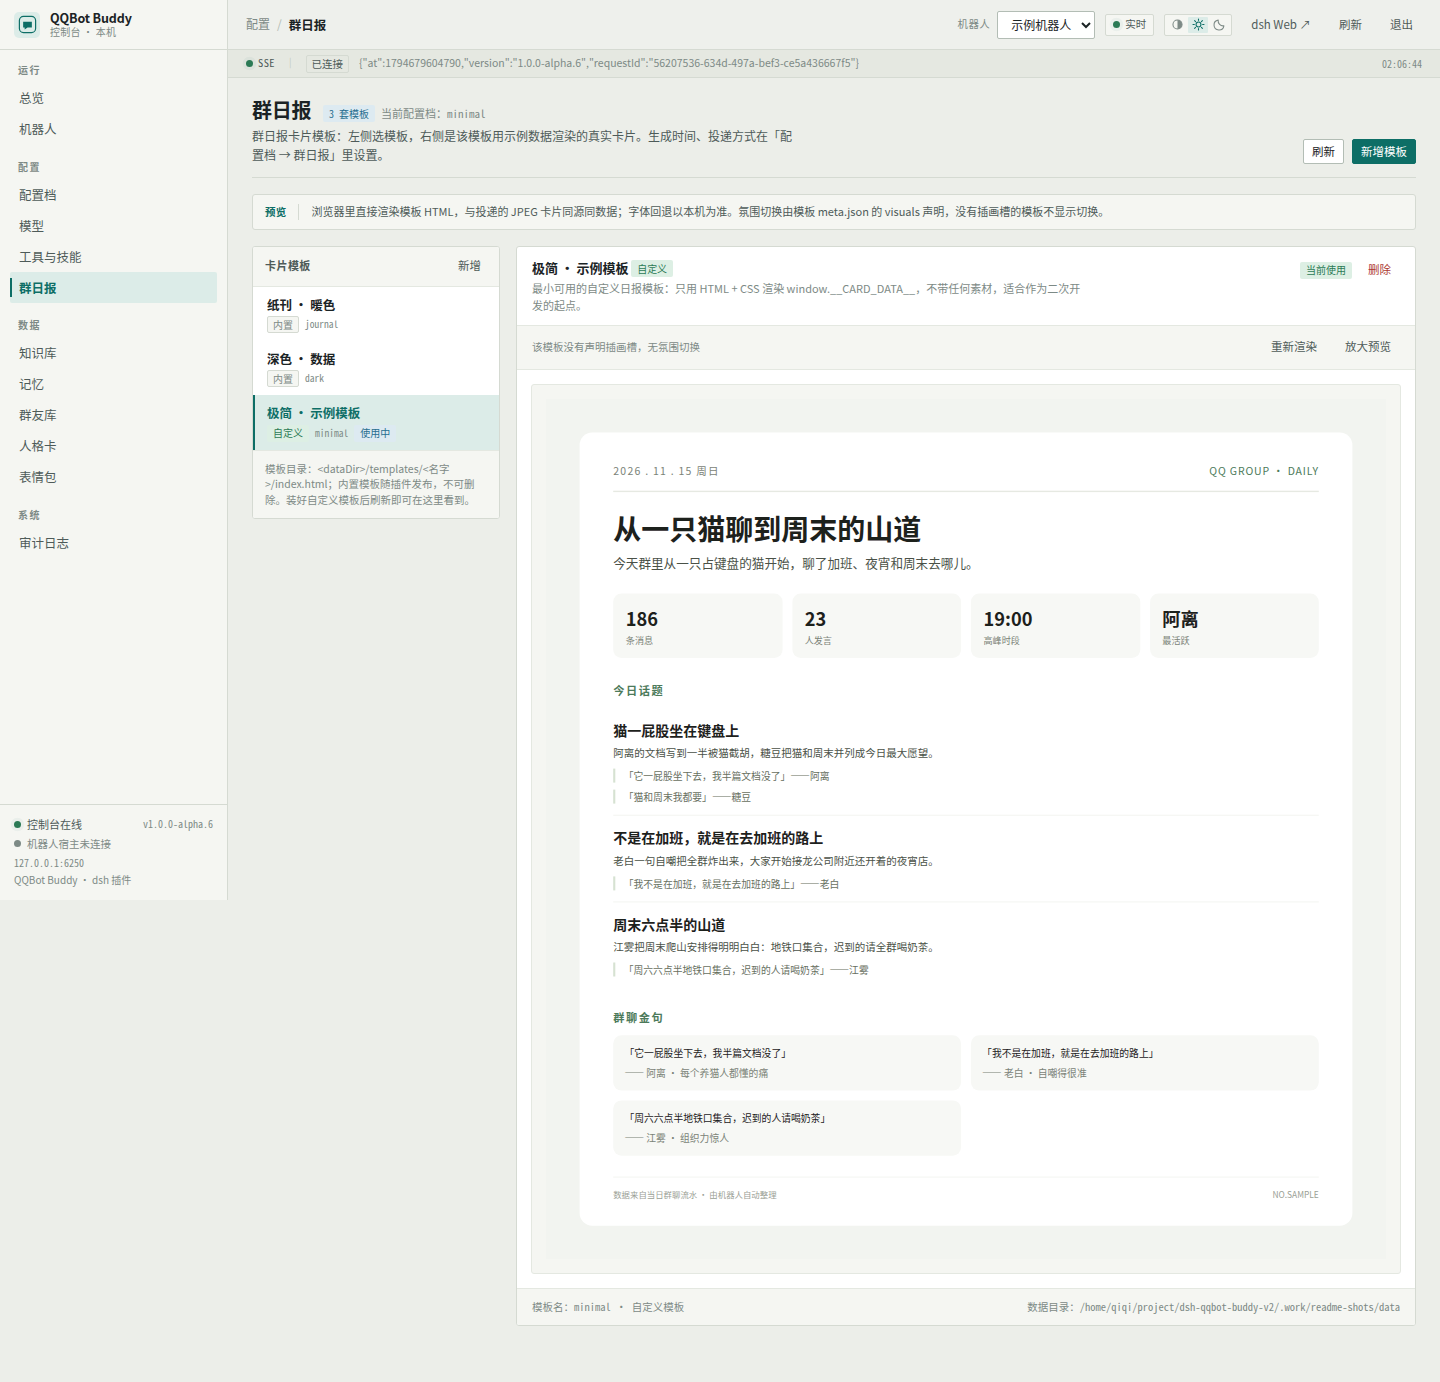 QQBot Buddy
控制台 · 本机
运行
总览
机器人
配置
配置档
模型
工具与技能
群日报
数据
知识库
记忆
群友库
人格卡
表情包
系统
审计日志
控制台在线 v1.0.0-alpha.6
机器人宿主未连接
127.0.0.1:6250
QQBot Buddy · dsh 插件
配置 / 群日报
机器人 示例机器人 实时 dsh Web ↗ 刷新 退出
SSE 已连接 {"at":1794679604790,"version":"1.0.0-alpha.6","requestId":"56207536-634d-497a-bef3-ce5a436667f5"} 02:06:44
群日报 3 套模板 当前配置档：minimal
群日报卡片模板：左侧选模板，右侧是该模板用示例数据渲染的真实卡片。生成时间、投递方式在「配
置档 → 群日报」里设置。
刷新 新增模板
预览 浏览器里直接渲染模板 HTML，与投递的 JPEG 卡片同源同数据；字体回退以本机为准。氛围切换由模板 meta.json 的 visuals 声明，没有插画槽的模板不显示切换。
卡片模板 新增
纸刊 · 暖色
内置 journal
深色 · 数据
内置 dark
极简 · 示例模板
自定义 minimal 使用中
模板目录：<dataDir>/templates/<名字
>/index.html；内置模板随插件发布，不可删
除。装好自定义模板后刷新即可在这里看到。
极简 · 示例模板 自定义
最小可用的自定义日报模板：只用 HTML + CSS 渲染 window.__CARD_DATA__，不带任何素材，适合作为二次开
发的起点。
当前使用 删除
该模板没有声明插画槽，无氛围切换 重新渲染 放大预览
2026 . 11 . 15 周日 QQ GROUP · DAILY
从一只猫聊到周末的山道
今天群里从一只占键盘的猫开始，聊了加班、夜宵和周末去哪儿。
186 23 19:00 阿离
条消息 人发言 高峰时段 最活跃
今日话题
猫一屁股坐在键盘上
阿离的文档写到一半被猫截胡，糖豆把猫和周末并列成今日最大愿望。
「它一屁股坐下去，我半篇文档没了」——阿离
「猫和周末我都要」——糖豆
不是在加班，就是在去加班的路上
老白一句自嘲把全群炸出来，大家开始接龙公司附近还开着的夜宵店。
「我不是在加班，就是在去加班的路上」——老白
周末六点半的山道
江雾把周末爬山安排得明明白白：地铁口集合，迟到的请全群喝奶茶。
「周六六点半地铁口集合，迟到的人请喝奶茶」——江雾
群聊金句
「它一屁股坐下去，我半篇文档没了」
—— 阿离 · 每个养猫人都懂的痛
「我不是在加班，就是在去加班的路上」
—— 老白 · 自嘲得很准
「周六六点半地铁口集合，迟到的人请喝奶茶」
—— 江雾 · 组织力惊人
数据来自当日群聊流水 · 由机器人自动整理 NO.SAMPLE
模板名：minimal · 自定义模板 数据目录：/home/qiqi/project/dsh-qqbot-buddy-v2/.work/readme-shots/data